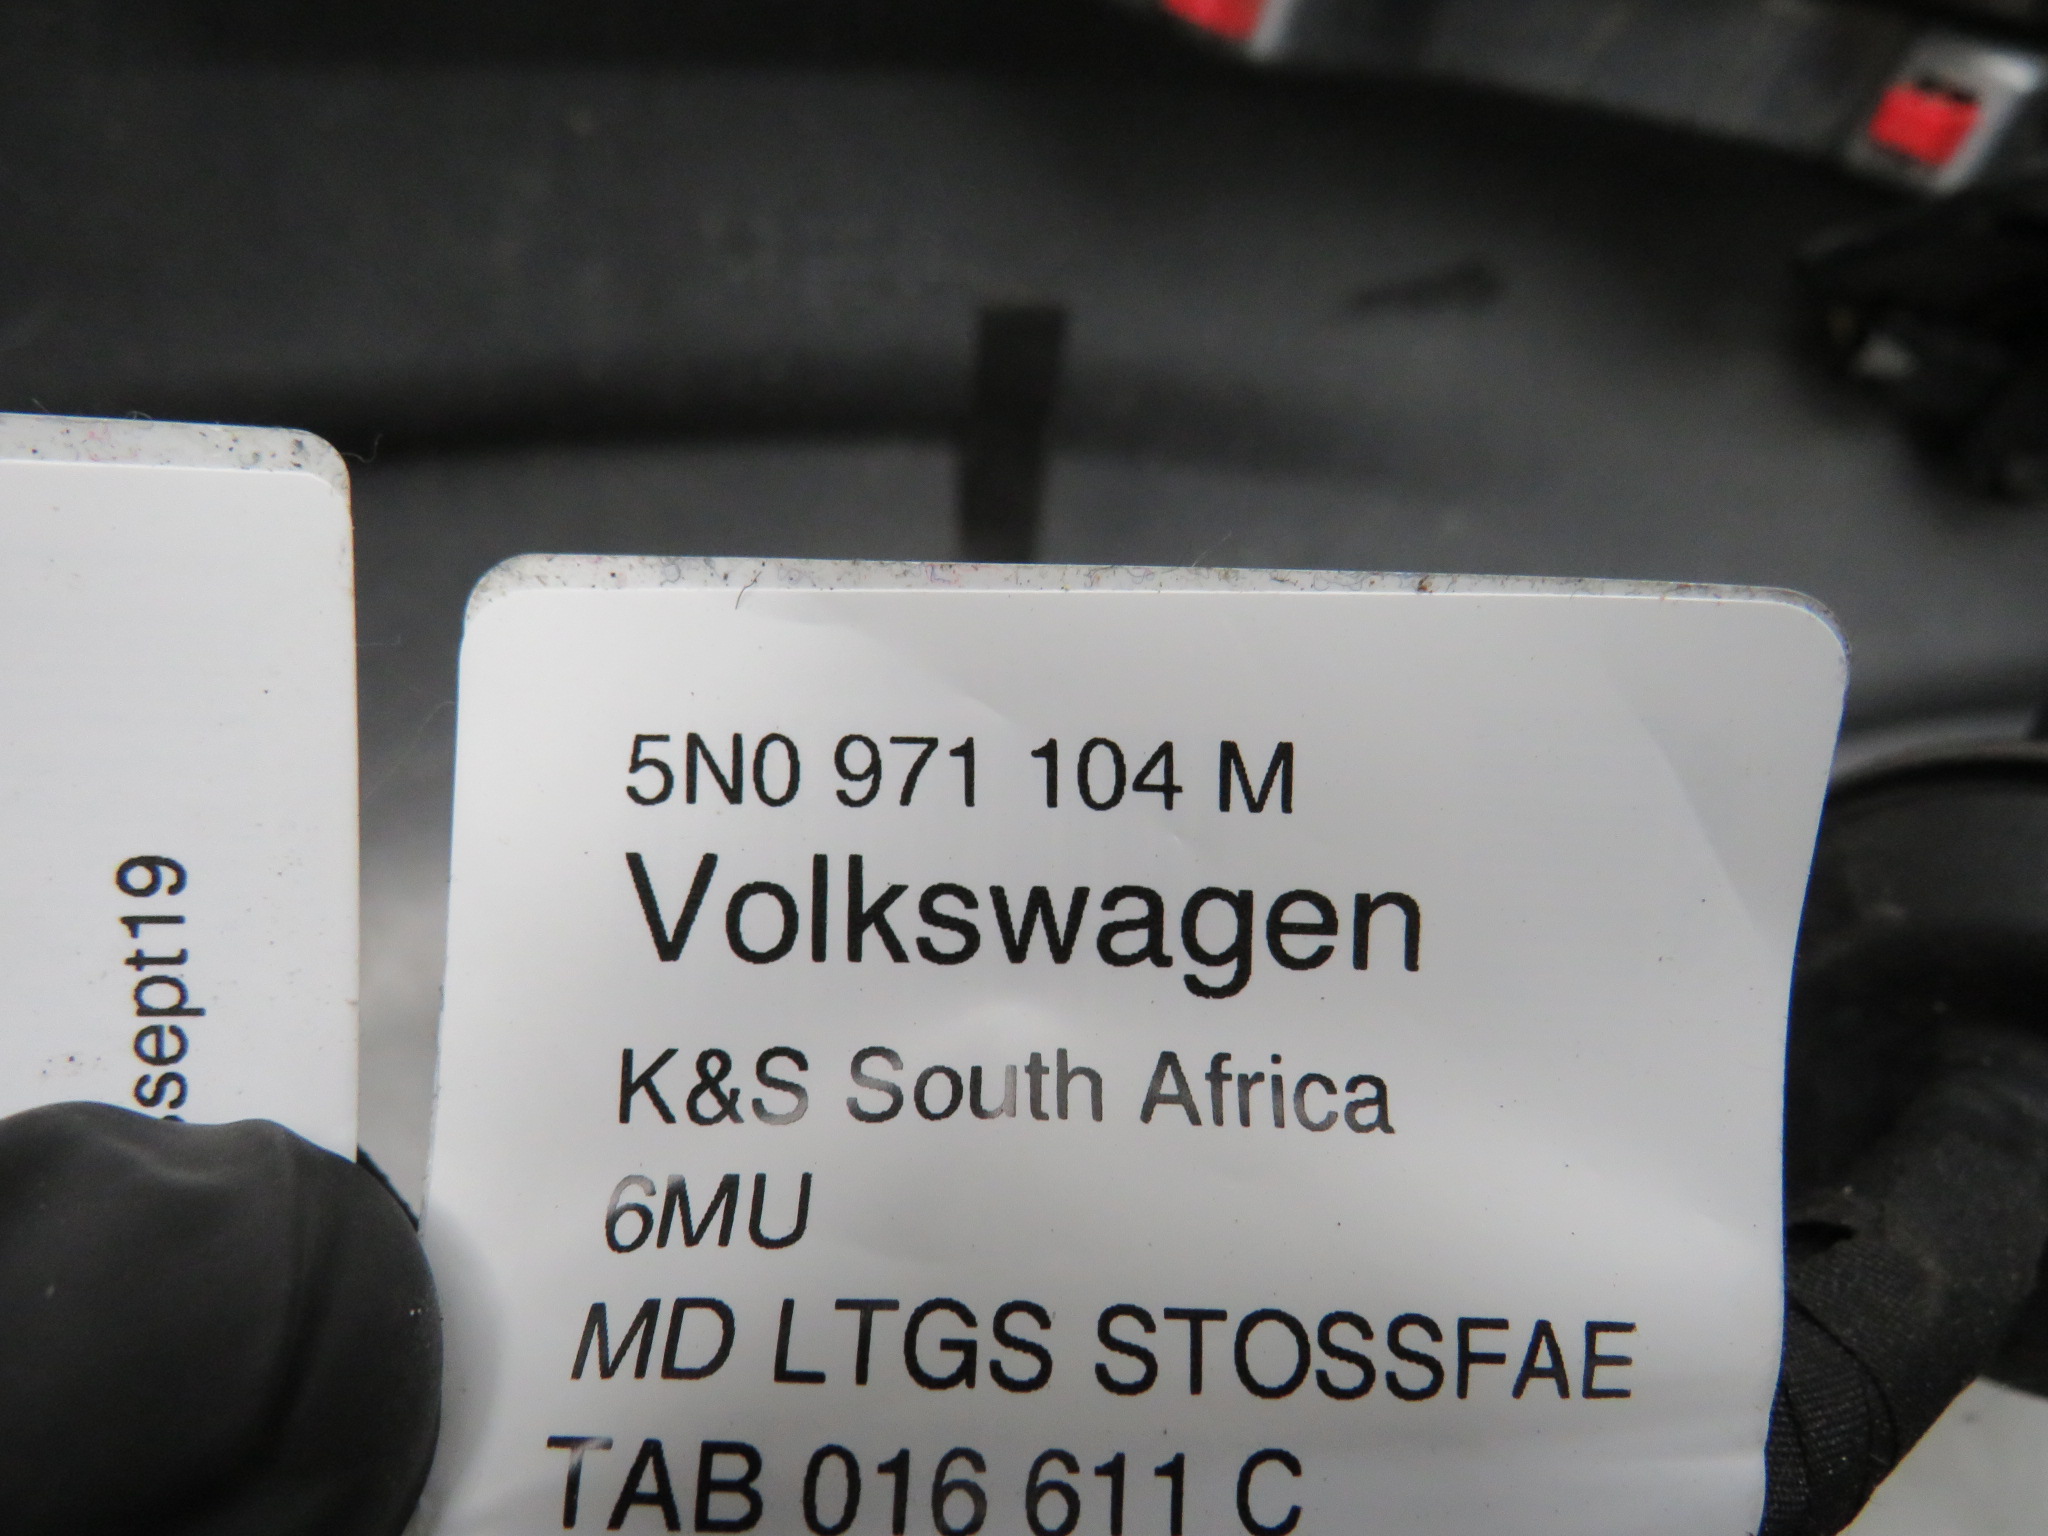 sept19
5N0 971 104 M
Volkswagen
K&S South Africa
6MU
MD LTGS STOSSFAE
TAB 016 611 C